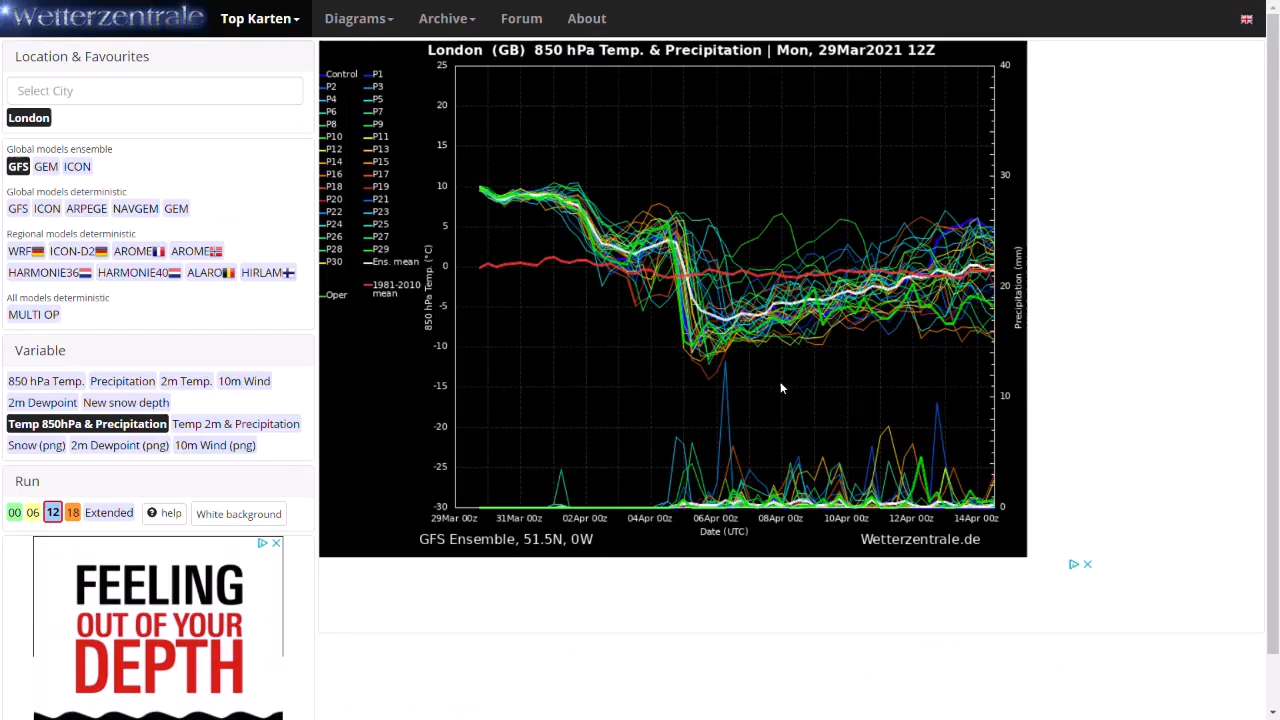 Wetterzentrale
Top Karten
Diagrams
Archive
Forum
About
Location & Favourites
Select City
London
Global models ensemble
GFS GEM ICON
Global models deterministic
GFS ICON ARPEGE NAVGEM GEM
Regional models deterministic
WRF ICON-D2 AROME AROME
HARMONIE36 HARMONIE40 ALARO HIRLAM
All models deterministic
MULTI OP
Variable
850 hPa Temp. Precipitation 2m Temp. 10m Wind
2m Dewpoint New snow depth
Temp 850hPa & Precipitation Temp 2m & Precipitation
Snow (png) 2m Dewpoint (png) 10m Wind (png)
Run
00 06 12 18 Extended help White background
FEELING
OUT OF YOUR
DEPTH
London (GB) 850 hPa Temp. & Precipitation | Mon, 29Mar2021 12Z
Control P1
P2 P3
P4 P5
P6 P7
P8 P9
P10 P11
P12 P13
P14 P15
P16 P17
P18 P19
P20 P21
P22 P23
P24 P25
P26 P27
P28 P29
P30 Ens. mean
Oper 1981-2010
mean
850 hPa Temp. (°C)
25
20
15
10
5
0
-5
-10
-15
-20
-25
-30
40
30
20
10
0
Precipitation (mm)
29Mar 00z 31Mar 00z 02Apr 00z 04Apr 00z 06Apr 00z 08Apr 00z 10Apr 00z 12Apr 00z 14Apr 00z
Date (UTC)
GFS Ensemble, 51.5N, 0W
Wetterzentrale.de